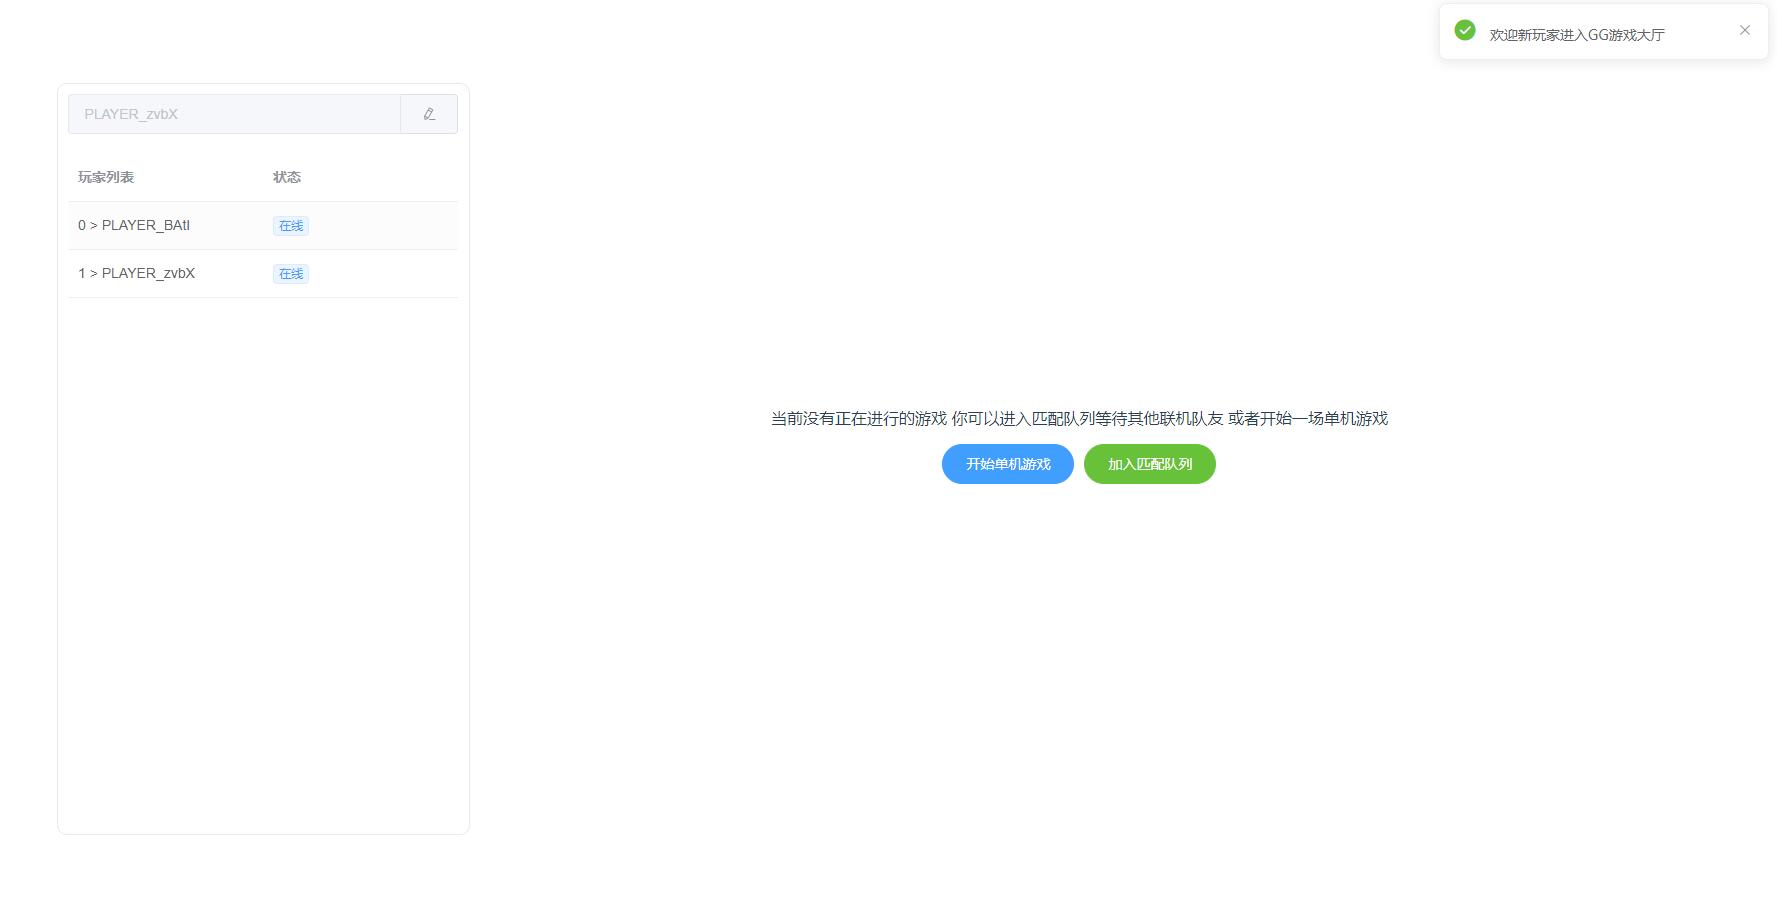 欢迎新玩家进入GG游戏大厅
PLAYER_zvbX
玩家列表 状态
0 > PLAYER_BAtI 在线
1 > PLAYER_zvbX 在线
当前没有正在进行的游戏 你可以进入匹配队列等待其他联机队友 或者开始一场单机游戏
开始单机游戏 加入匹配队列